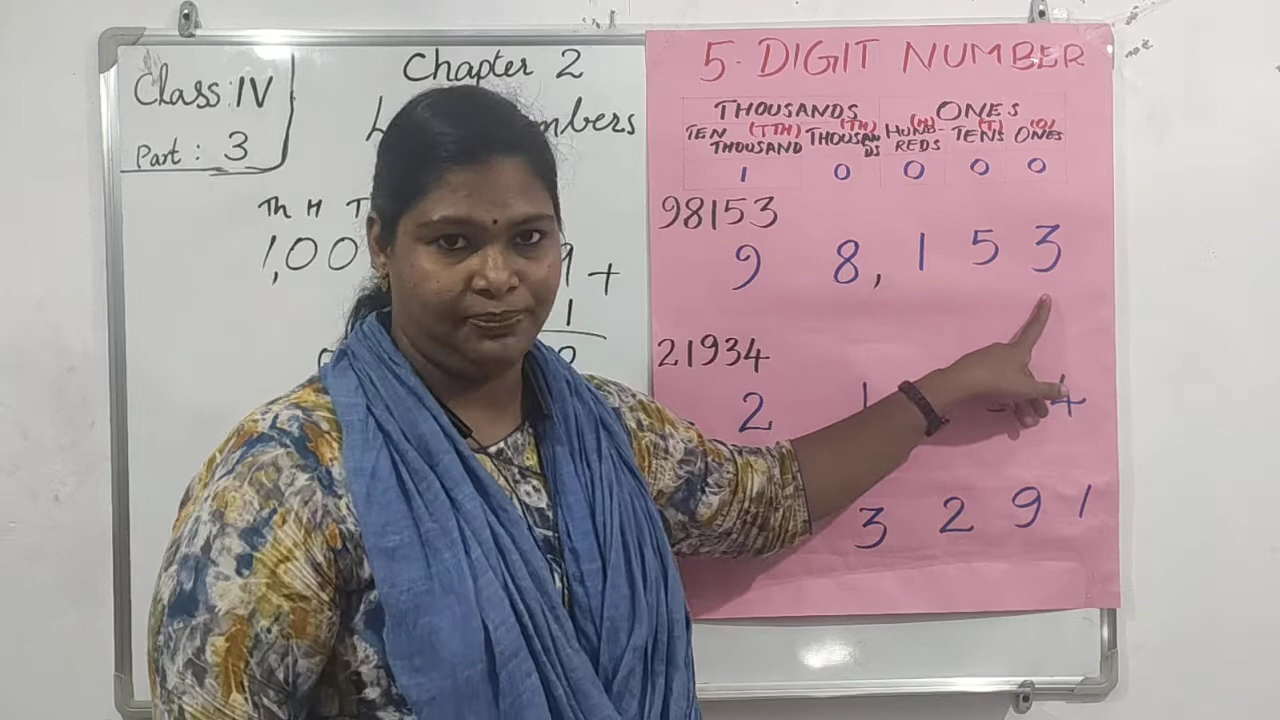 Class: IV
Part: 3
Chapter 2
Th H T
1,00
+
1
5-DIGIT NUMBER
THOUSANDS ONES
TEN THOUSAND (TTH) THOUSANDS (TH) HUNDREDS (H) TENS (T) ONES (O)
1 0 0 0 0
98153
9 8, 1 5 3
21934
2 1 4
3 2 9 1